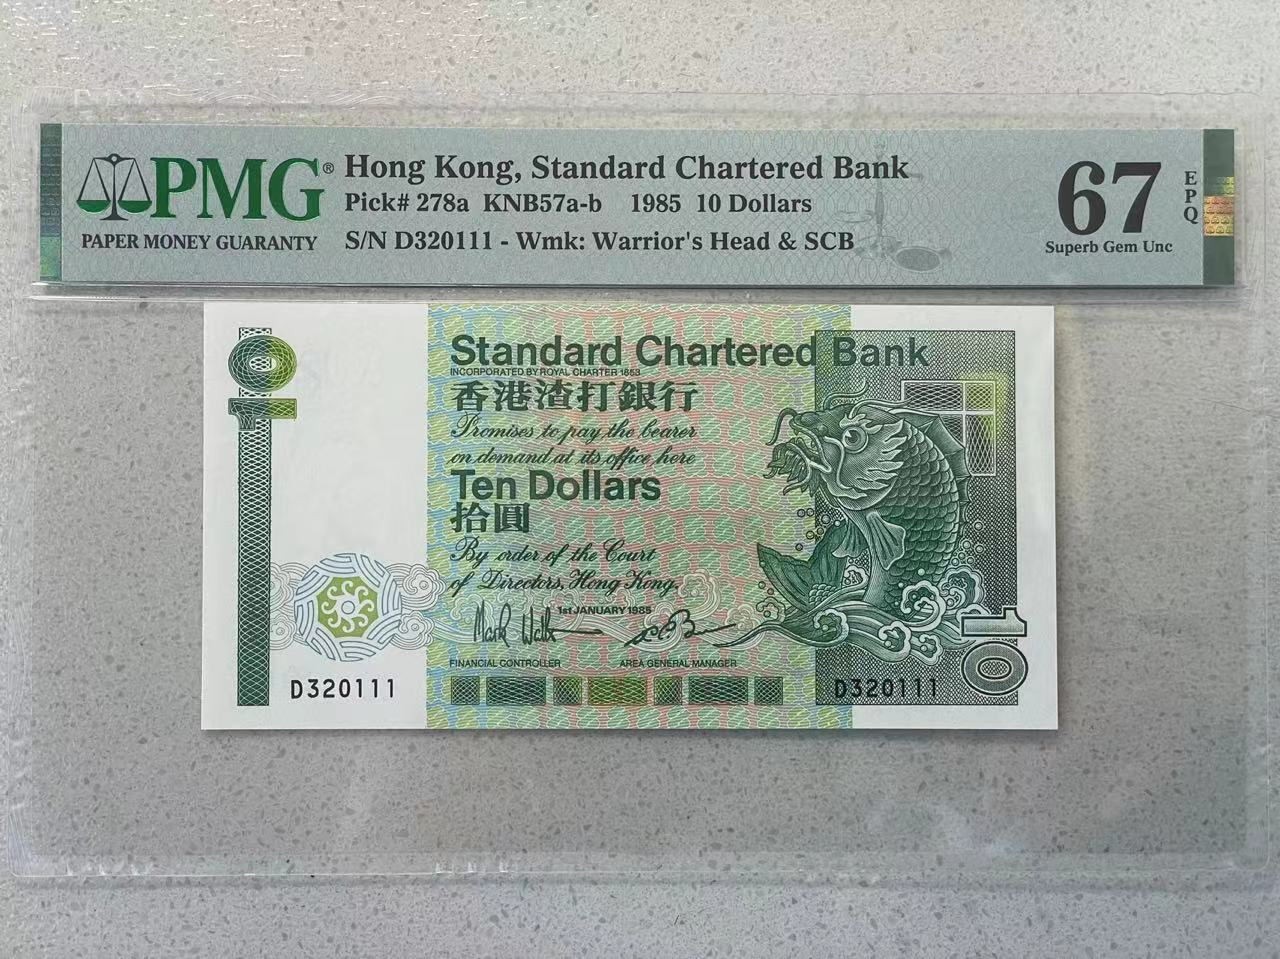 PMG®
PAPER MONEY GUARANTY
Hong Kong, Standard Chartered Bank
Pick# 278a KNB57a-b 1985 10 Dollars
S/N D320111 - Wmk: Warrior's Head & SCB
67
EPQ
Superb Gem Unc
10
Standard Chartered Bank
INCORPORATED BY ROYAL CHARTER 1853
香港渣打銀行
Promises to pay the bearer
on demand at its office here
Ten Dollars
拾圓
By order of the Court
of Directors, Hong Kong.
1st JANUARY 1985
FINANCIAL CONTROLLER
AREA GENERAL MANAGER
D320111
D320111
10